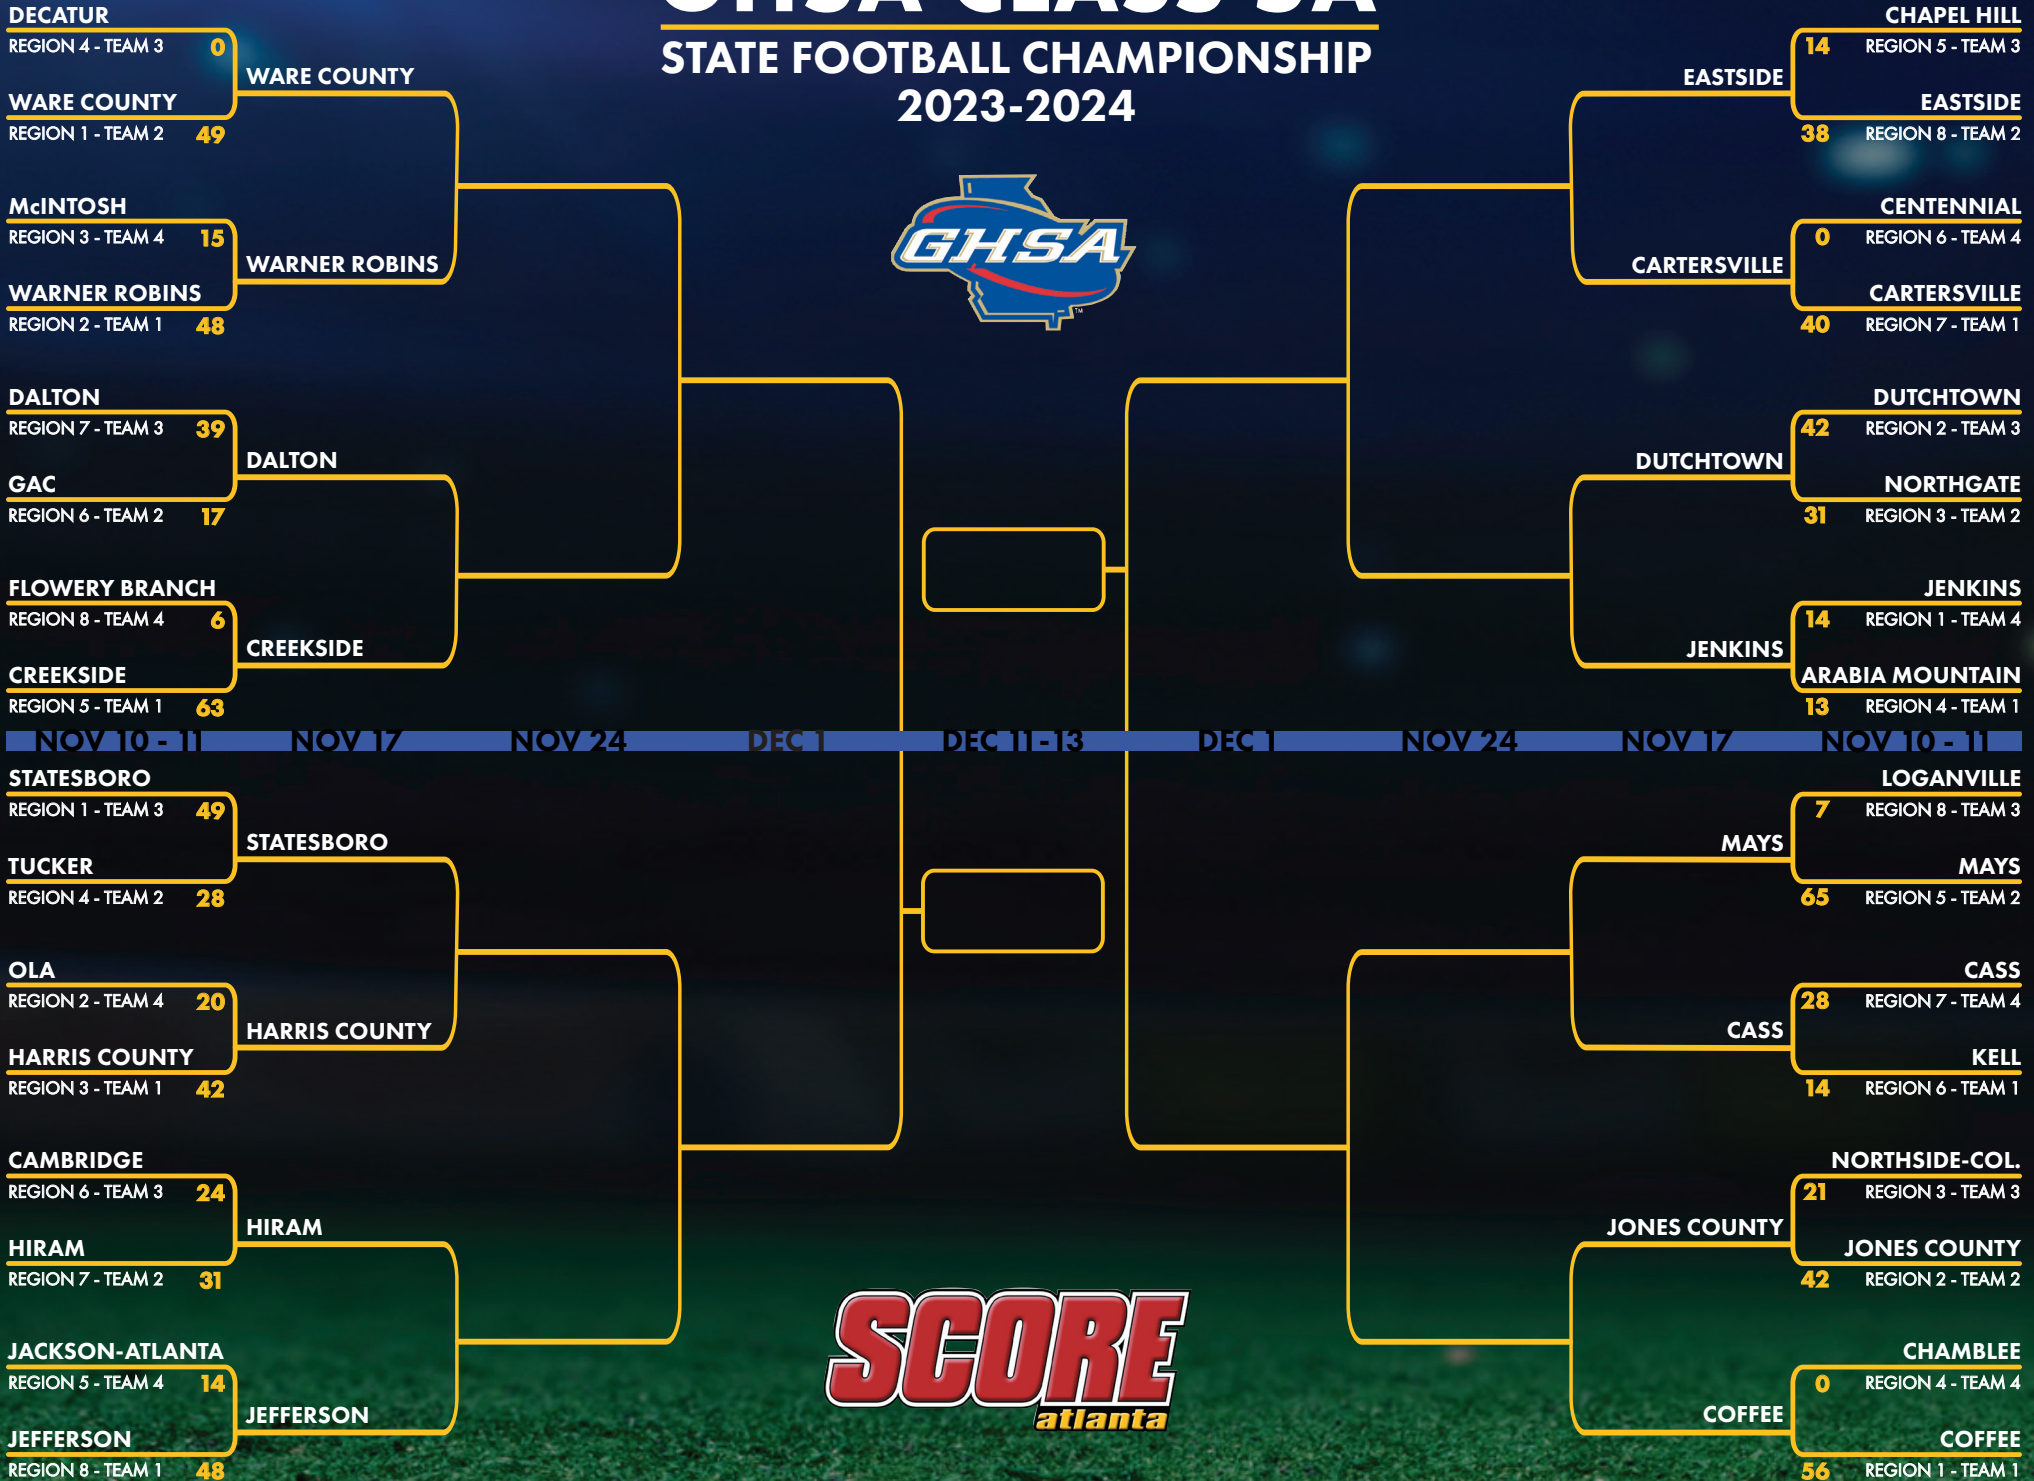 GHSA CLASS 5A
STATE FOOTBALL CHAMPIONSHIP
2023-2024
GHSA
TM
DECATUR
REGION 4 - TEAM 3 0
WARE COUNTY
WARE COUNTY
REGION 1 - TEAM 2 49
McINTOSH
REGION 3 - TEAM 4 15
WARNER ROBINS
WARNER ROBINS
REGION 2 - TEAM 1 48
DALTON
REGION 7 - TEAM 3 39
DALTON
GAC
REGION 6 - TEAM 2 17
FLOWERY BRANCH
REGION 8 - TEAM 4 6
CREEKSIDE
CREEKSIDE
REGION 5 - TEAM 1 63
CHAPEL HILL
14 REGION 5 - TEAM 3
EASTSIDE
EASTSIDE
38 REGION 8 - TEAM 2
CENTENNIAL
0 REGION 6 - TEAM 4
CARTERSVILLE
CARTERSVILLE
40 REGION 7 - TEAM 1
DUTCHTOWN
42 REGION 2 - TEAM 3
DUTCHTOWN
NORTHGATE
31 REGION 3 - TEAM 2
JENKINS
14 REGION 1 - TEAM 4
JENKINS
ARABIA MOUNTAIN
13 REGION 4 - TEAM 1
NOV 10 - 11 NOV 17 NOV 24 DEC 1 DEC 11-13 DEC 1 NOV 24 NOV 17 NOV 10 - 11
STATESBORO
REGION 1 - TEAM 3 49
STATESBORO
TUCKER
REGION 4 - TEAM 2 28
OLA
REGION 2 - TEAM 4 20
HARRIS COUNTY
HARRIS COUNTY
REGION 3 - TEAM 1 42
CAMBRIDGE
REGION 6 - TEAM 3 24
HIRAM
HIRAM
REGION 7 - TEAM 2 31
JACKSON-ATLANTA
REGION 5 - TEAM 4 14
JEFFERSON
JEFFERSON
REGION 8 - TEAM 1 48
LOGANVILLE
7 REGION 8 - TEAM 3
MAYS
MAYS
65 REGION 5 - TEAM 2
CASS
28 REGION 7 - TEAM 4
CASS
KELL
14 REGION 6 - TEAM 1
NORTHSIDE-COL.
21 REGION 3 - TEAM 3
JONES COUNTY
JONES COUNTY
42 REGION 2 - TEAM 2
CHAMBLEE
0 REGION 4 - TEAM 4
COFFEE
COFFEE
56 REGION 1 - TEAM 1
SCORE
atlanta